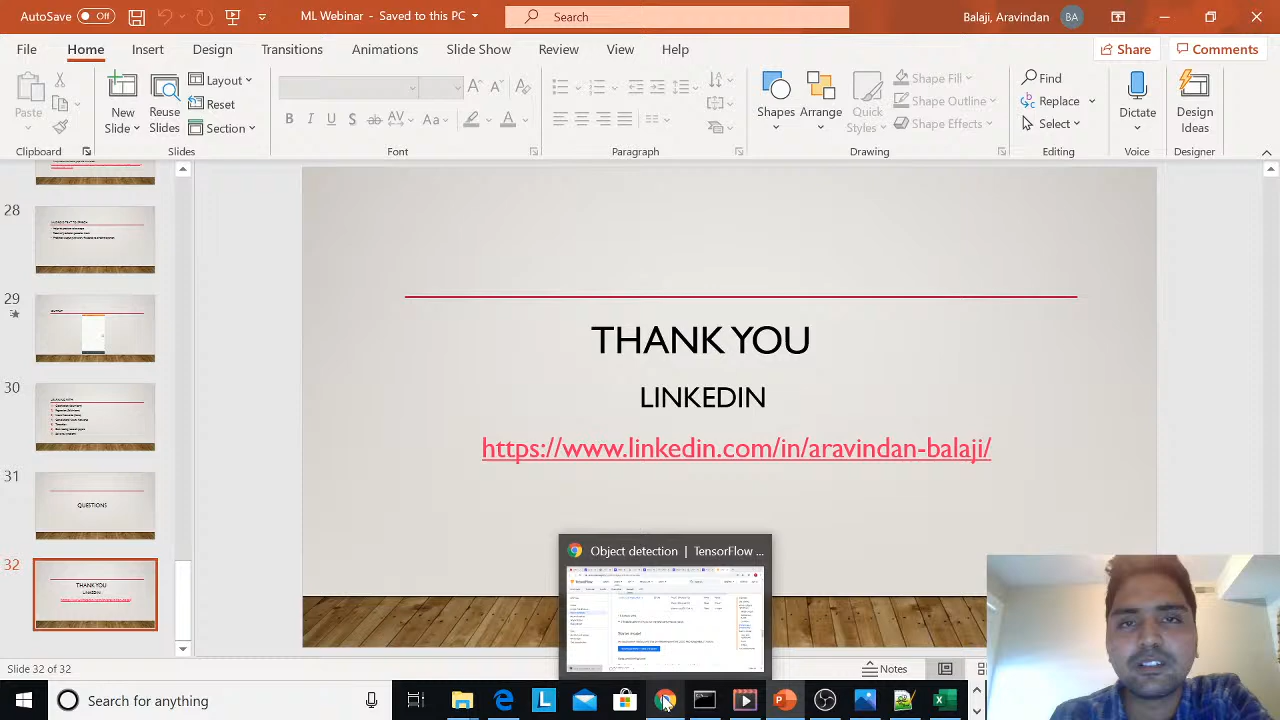 AutoSave Off
ML Webinar - Saved to this PC
Search
Balaji, Aravindan
BA
File
Home
Insert
Design
Transitions
Animations
Slide Show
Review
View
Help
Share
Comments
Paste
New Slide
Reuse Slides
Layout
Reset
Section
B
AV
Aa
A
Shapes
Arrange
Quick Styles
Shape Fill
Shape Outline
Shape Effects
Find
Replace
Select
Dictate
Design Ideas
Clipboard
Slides
Font
Paragraph
Drawing
Editing
Voice
Designer
28
29
30
31
QUESTIONS
32
THANK YOU
LINKEDIN
THANK YOU
LINKEDIN
https://www.linkedin.com/in/aravindan-balaji/
Object detection | TensorFlow ...
Slide 32 of 32
Notes
Search for anything